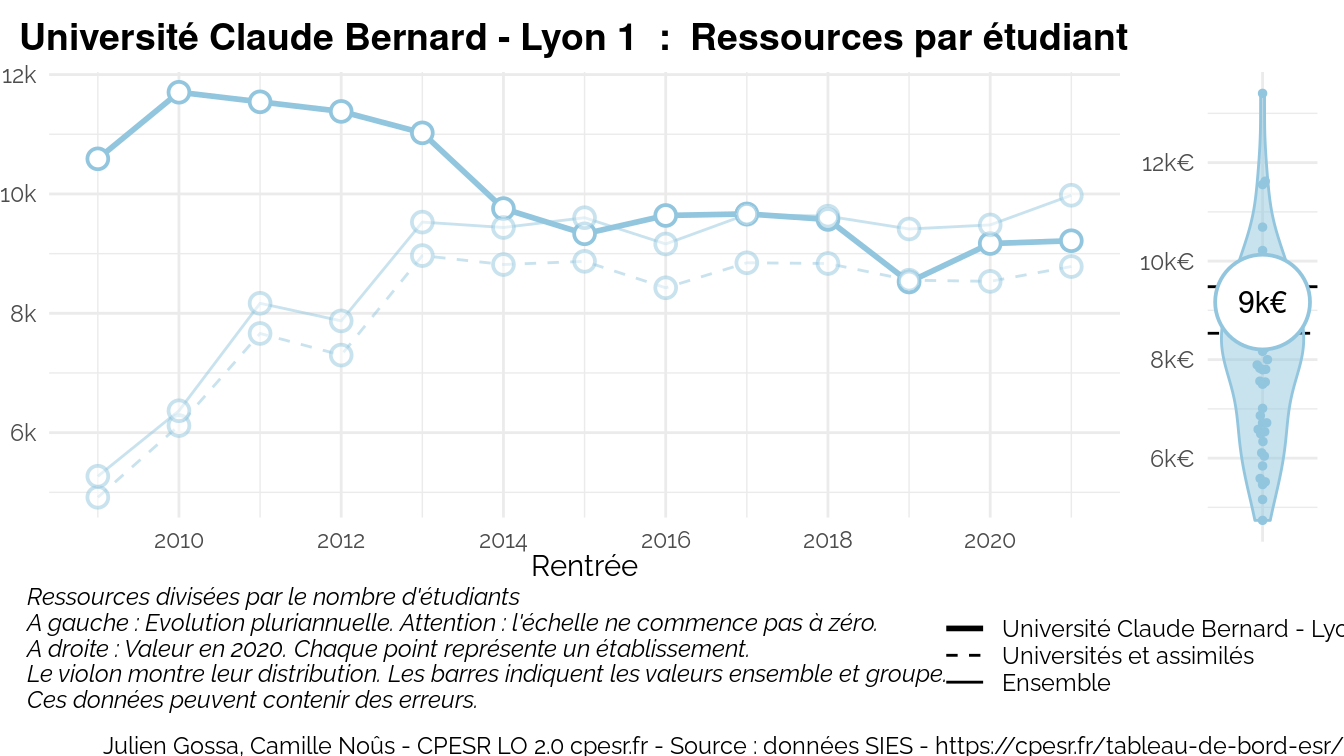 Université Claude Bernard - Lyon 1 : Ressources par étudiant
12k
10k
8k
6k
2010 2012 2014 2016 2018 2020
Rentrée
12k€
10k€
9k€
8k€
6k€
Ressources divisées par le nombre d'étudiants
A gauche : Evolution pluriannuelle. Attention : l'échelle ne commence pas à zéro.
A droite : Valeur en 2020. Chaque point représente un établissement.
Le violon montre leur distribution. Les barres indiquent les valeurs ensemble et groupe.
Ces données peuvent contenir des erreurs.
Université Claude Bernard - Lyo
Universités et assimilés
Ensemble
Julien Gossa, Camille Noûs - CPESR LO 2.0 cpesr.fr - Source : données SIES - https://cpesr.fr/tableau-de-bord-esr/